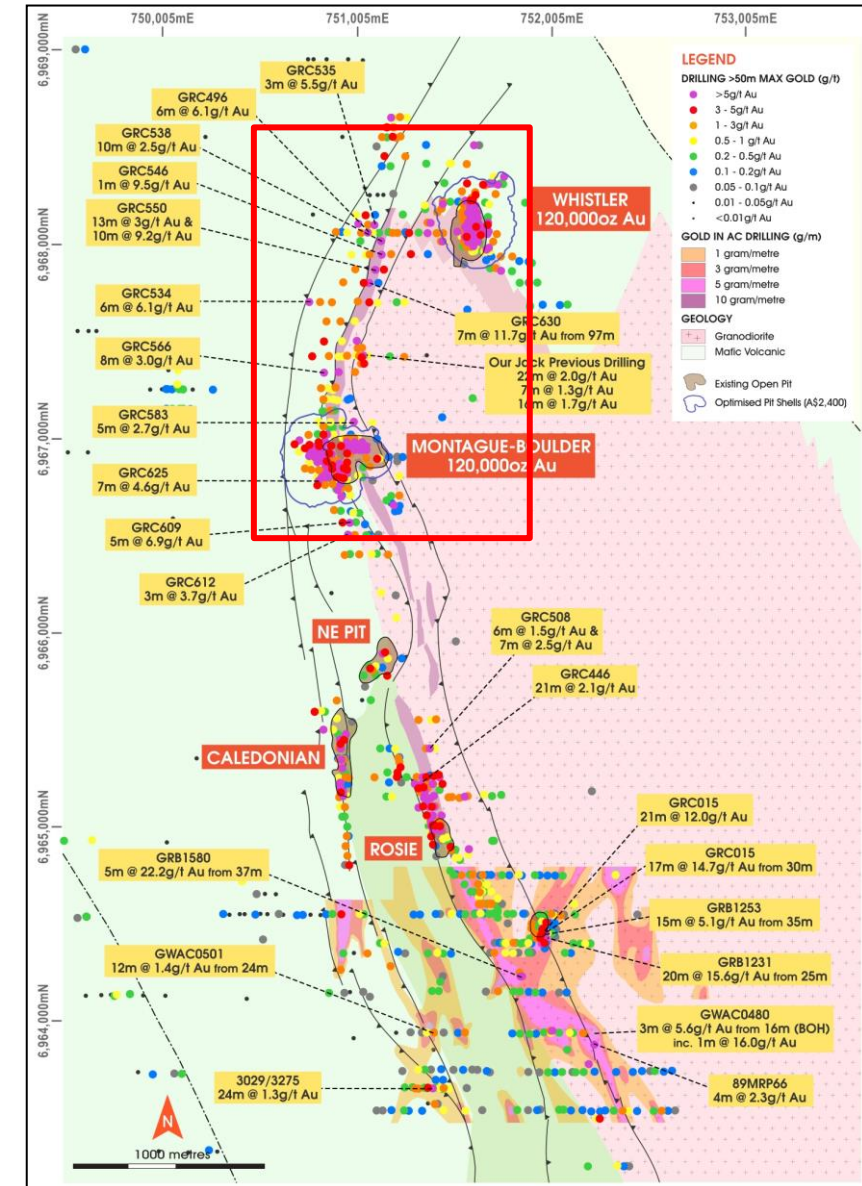 750,005mE
751,005mE
752,005mE
753,005mE
6,969,000mN
6,968,000mN
6,967,000mN
6,966,000mN
6,965,000mN
6,964,000mN
GRC535
3m @ 5.5g/t Au
GRC496
6m @ 6.1g/t Au
GRC538
10m @ 2.5g/t Au
GRC546
1m @ 9.5g/t Au
GRC550
13m @ 3g/t Au &
10m @ 9.2g/t Au
GRC534
6m @ 6.1g/t Au
GRC566
8m @ 3.0g/t Au
GRC583
5m @ 2.7g/t Au
GRC625
7m @ 4.6g/t Au
GRC609
5m @ 6.9g/t Au
GRC612
3m @ 3.7g/t Au
WHISTLER
120,000oz Au
GRC630
7m @ 11.7g/t Au from 97m
Our Jack Previous Drilling
22m @ 2.0g/t Au
7m @ 1.3g/t Au
16m @ 1.7g/t Au
MONTAGUE-BOULDER
120,000oz Au
LEGEND
DRILLING >50m MAX GOLD (g/t)
>5g/t Au
3 - 5g/t Au
1 - 3g/t Au
0.5 - 1 g/t Au
0.2 - 0.5g/t Au
0.1 - 0.2g/t Au
0.05 - 0.1g/t Au
0.01 - 0.05g/t Au
<0.01g/t Au
GOLD IN AC DRILLING (g/m)
1 gram/metre
3 gram/metre
5 gram/metre
10 gram/metre
GEOLOGY
Granodiorite
Mafic Volcanic
Existing Open Pit
Optimised Pit Shells (A$2,400)
NE PIT
GRC508
6m @ 1.5g/t Au &
7m @ 2.5g/t Au
GRC446
21m @ 2.1g/t Au
CALEDONIAN
ROSIE
GRC015
21m @ 12.0g/t Au
GRC015
17m @ 14.7g/t Au from 30m
GRB1253
15m @ 5.1g/t Au from 35m
GRB1231
20m @ 15.6g/t Au from 25m
GWAC0480
3m @ 5.6g/t Au from 16m (BOH)
inc. 1m @ 16.0g/t Au
89MRP66
4m @ 2.3g/t Au
GRB1580
5m @ 22.2g/t Au from 37m
GWAC0501
12m @ 1.4g/t Au from 24m
3029/3275
24m @ 1.3g/t Au
N
1000 metres